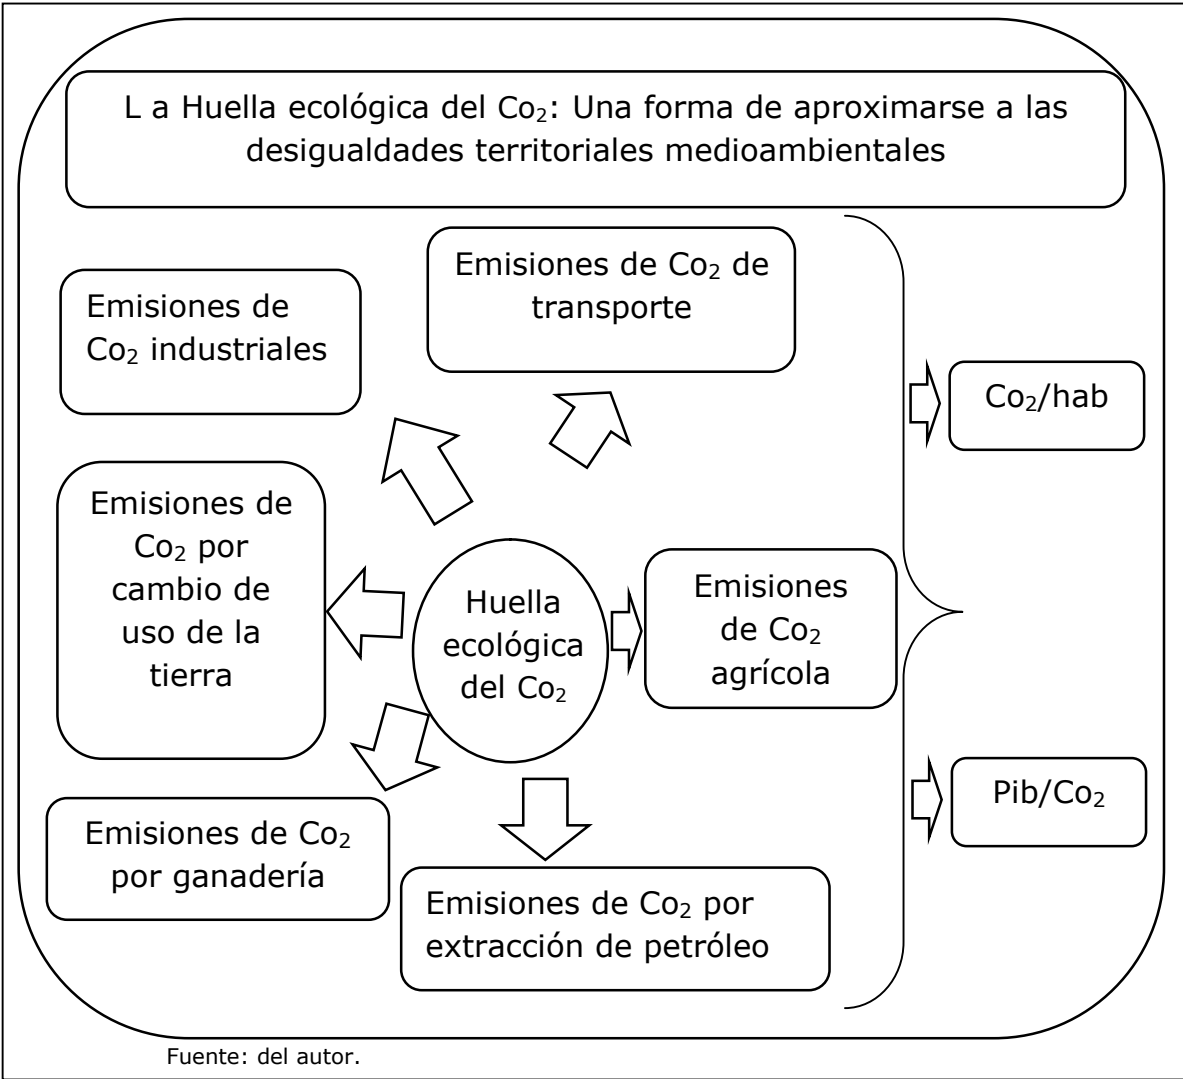 L a Huella ecológica del Co₂: Una forma de aproximarse a las
desigualdades territoriales medioambientales
Emisiones de Co₂ de
transporte
Emisiones de
Co₂ industriales
Co₂/hab
Emisiones de
Co₂ por
cambio de
uso de la
tierra
Huella
ecológica
del Co₂
Emisiones
de Co₂
agrícola
Pib/Co₂
Emisiones de Co₂
por ganadería
Emisiones de Co₂ por
extracción de petróleo
Fuente: del autor.